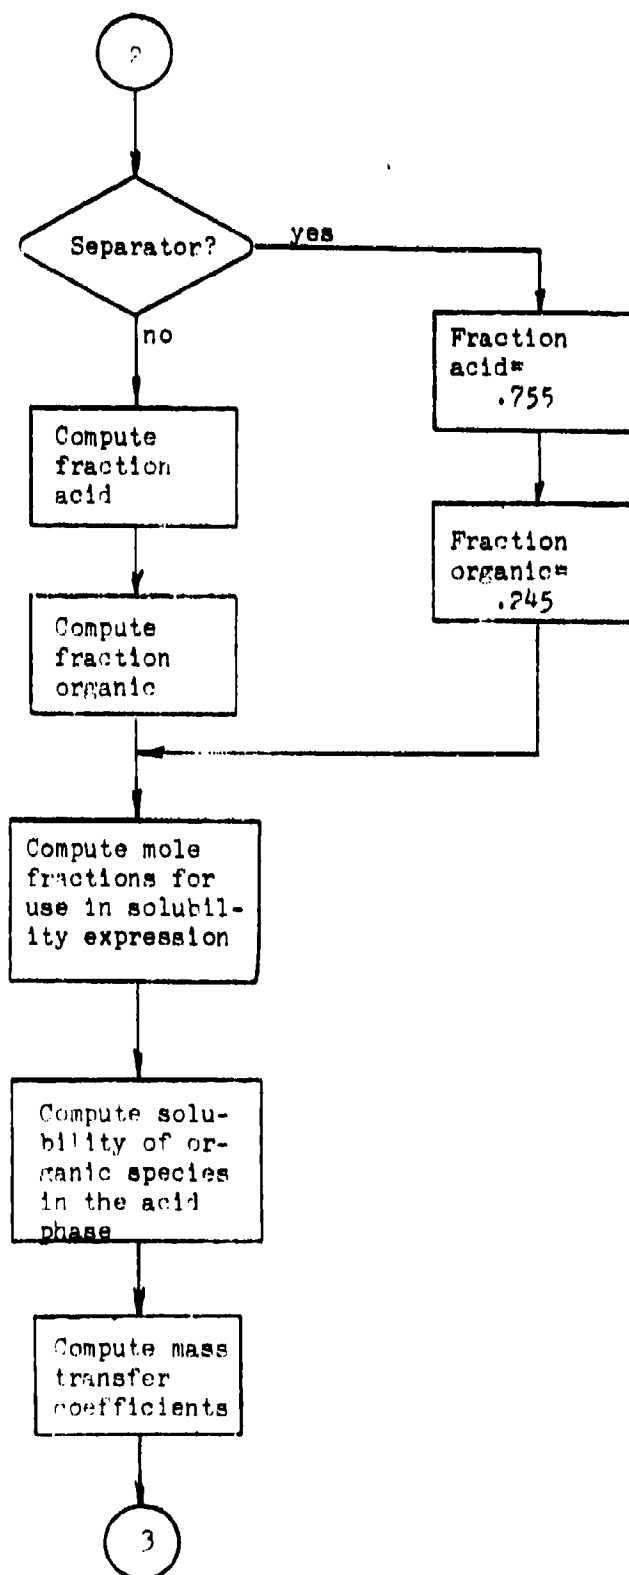 2
Separator?
yes
no
Fraction
acid=
.755
Compute
fraction
acid
Fraction
organic=
.245
Compute
fraction
organic
Compute mole
fractions for
use in solubil-
ity expression
Compute solu-
bility of or-
ganic species
in the acid
phase
Compute mass
transfer
coefficients
3